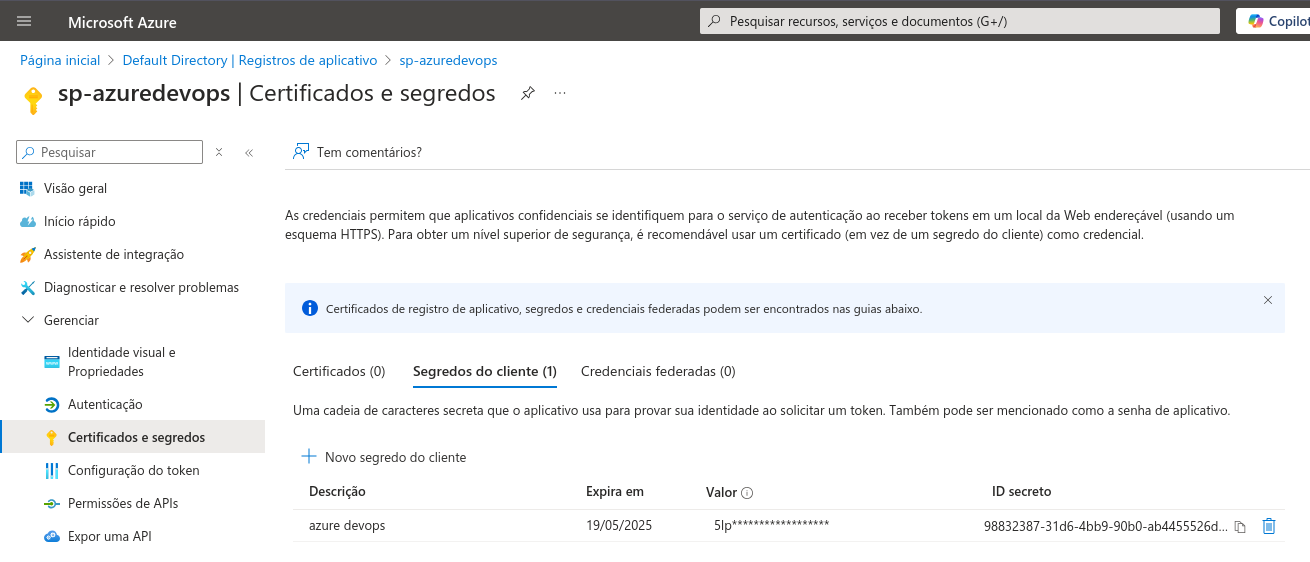 Microsoft Azure
Pesquisar recursos, serviços e documentos (G+/)
Copilot
Página inicial > Default Directory | Registros de aplicativo > sp-azuredevops
sp-azuredevops | Certificados e segredos
Pesquisar
Tem comentários?
Visão geral
Início rápido
Assistente de integração
Diagnosticar e resolver problemas
Gerenciar
Identidade visual e
Propriedades
Autenticação
Certificados e segredos
Configuração do token
Permissões de APIs
Expor uma API
As credenciais permitem que aplicativos confidenciais se identifiquem para o serviço de autenticação ao receber tokens em um local da Web endereçável (usando um
esquema HTTPS). Para obter um nível superior de segurança, é recomendável usar um certificado (em vez de um segredo do cliente) como credencial.
Certificados de registro de aplicativo, segredos e credenciais federadas podem ser encontrados nas guias abaixo.
Certificados (0) Segredos do cliente (1) Credenciais federadas (0)
Uma cadeia de caracteres secreta que o aplicativo usa para provar sua identidade ao solicitar um token. Também pode ser mencionado como a senha de aplicativo.
Novo segredo do cliente
Descrição Expira em Valor ID secreto
azure devops 19/05/2025 5lp****************** 98832387-31d6-4bb9-90b0-ab4455526d...